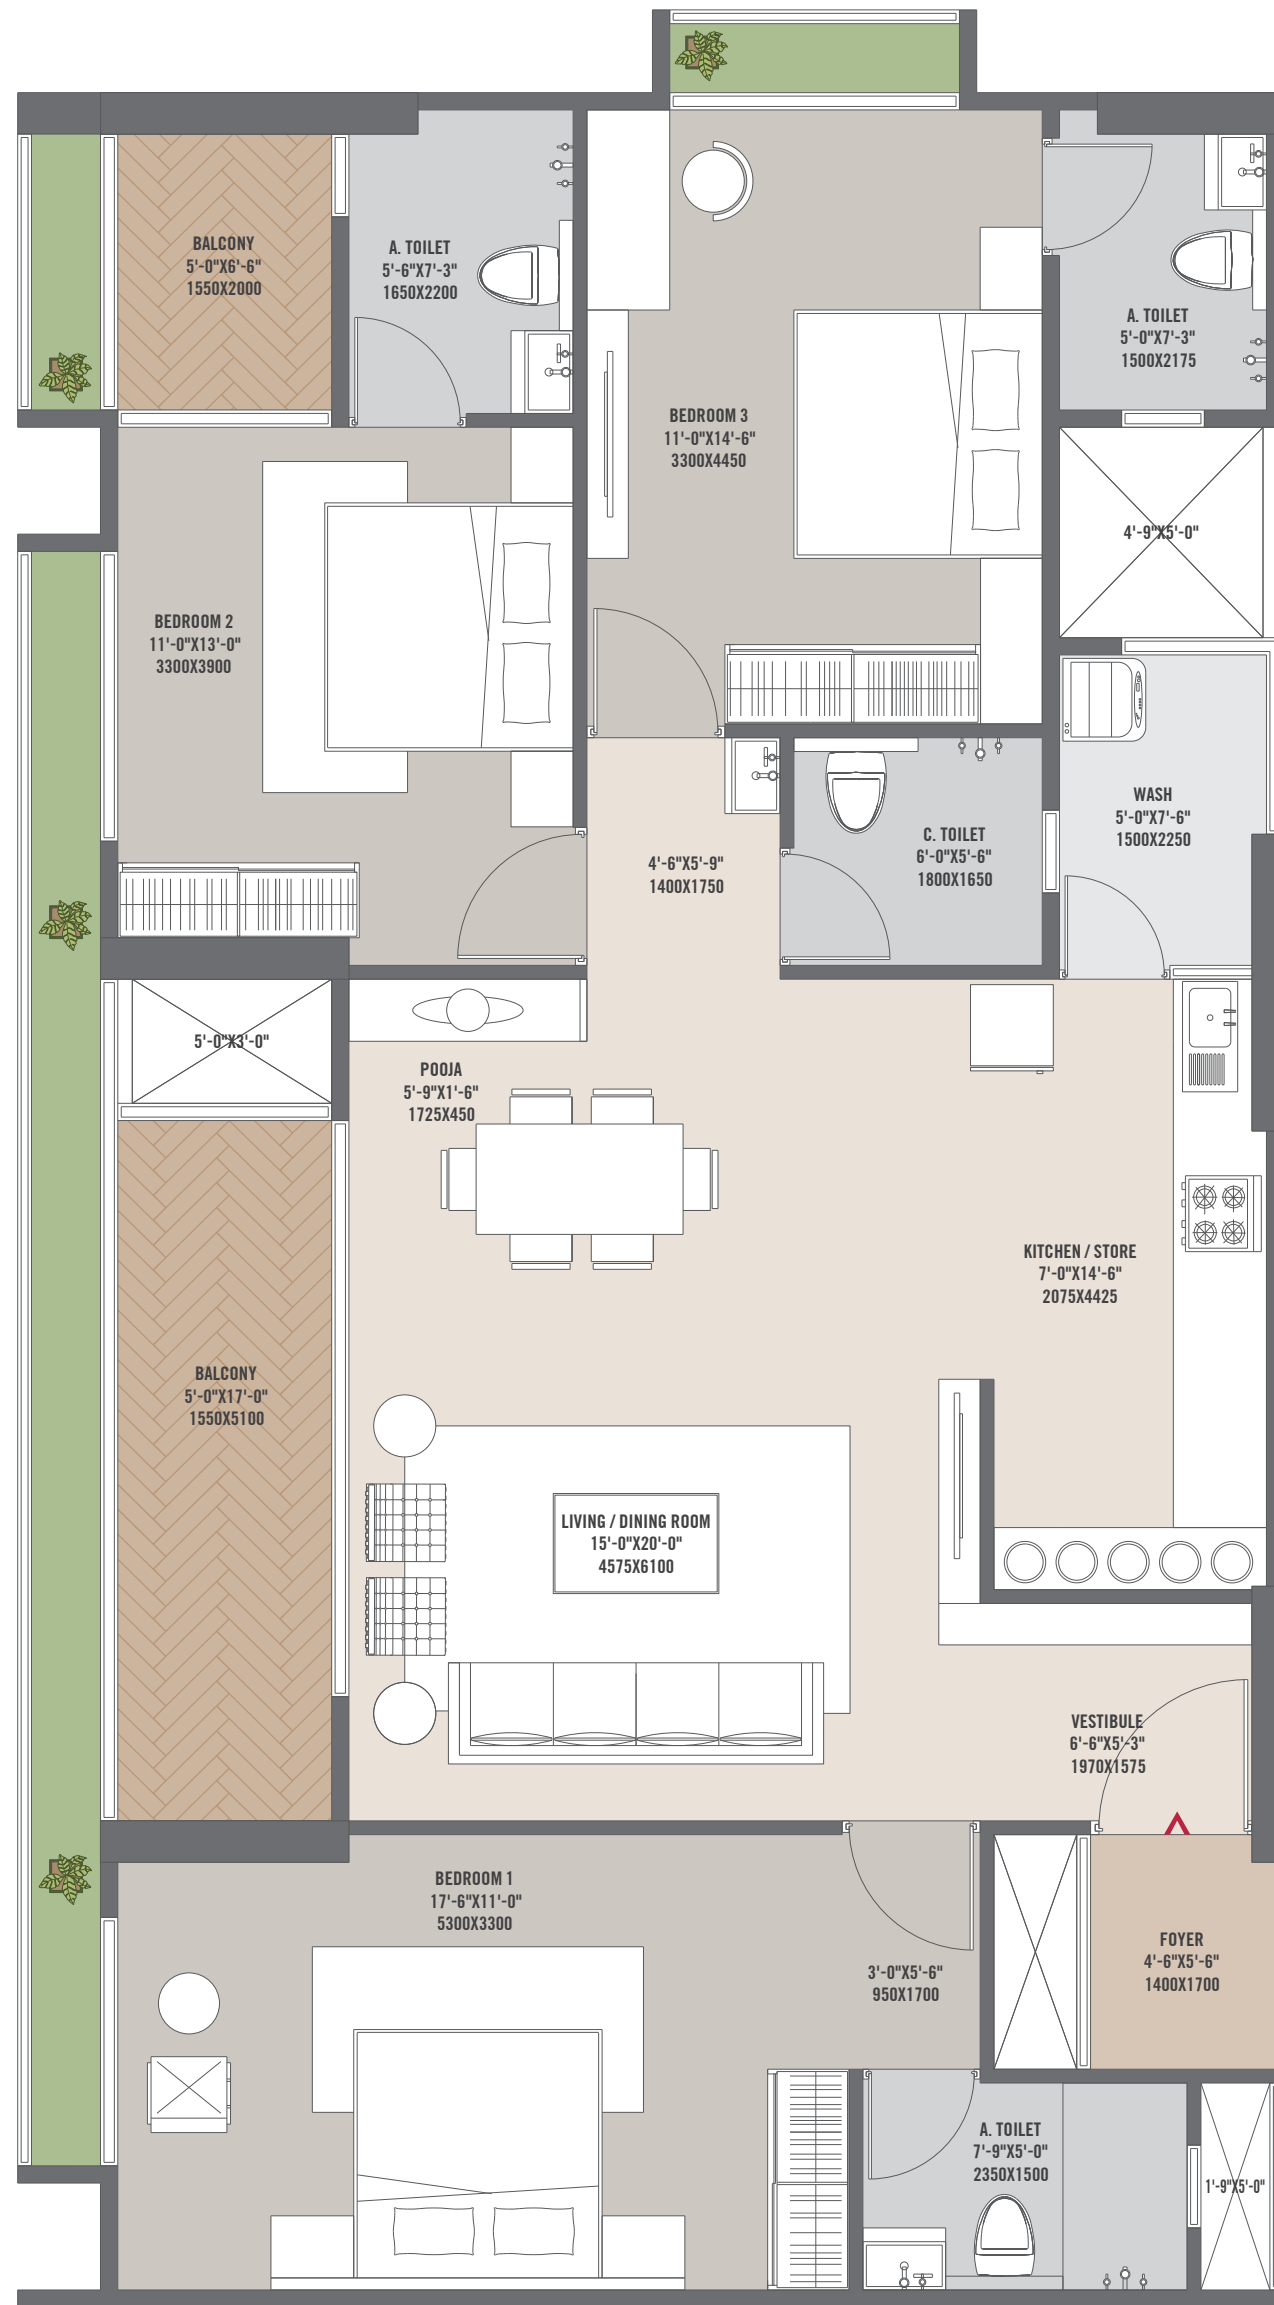 BALCONY
5'-0"X6'-6"
1550X2000
A. TOILET
5'-6"X7'-3"
1650X2200
A. TOILET
5'-0"X7'-3"
1500X2175
BEDROOM 3
11'-0"X14'-6"
3300X4450
4'-9"X5'-0"
BEDROOM 2
11'-0"X13'-0"
3300X3900
WASH
5'-0"X7'-6"
1500X2250
C. TOILET
6'-0"X5'-6"
1800X1650
4'-6"X5'-9"
1400X1750
5'-0"X3'-0"
POOJA
5'-9"X1'-6"
1725X450
KITCHEN / STORE
7'-0"X14'-6"
2075X4425
BALCONY
5'-0"X17'-0"
1550X5100
LIVING / DINING ROOM
15'-0"X20'-0"
4575X6100
VESTIBULE
6'-6"X5'-3"
1970X1575
BEDROOM 1
17'-6"X11'-0"
5300X3300
FOYER
4'-6"X5'-6"
1400X1700
3'-0"X5'-6"
950X1700
A. TOILET
7'-9"X5'-0"
2350X1500
1'-9"X5'-0"